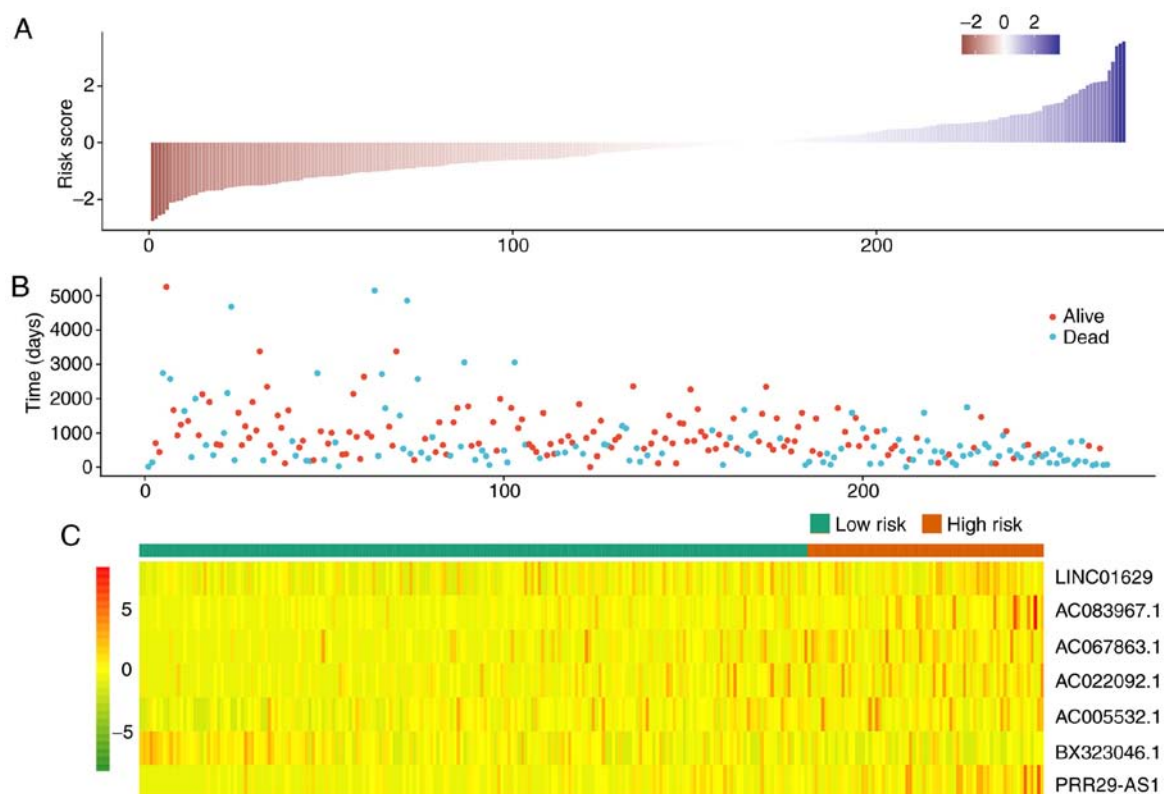 A
−2 0 2
Risk score
2
0
−2
0 100 200
B
Time (days)
5000
4000
3000
2000
1000
0
Alive
Dead
0 100 200
C
Low risk High risk
5
0
−5
LINC01629
AC083967.1
AC067863.1
AC022092.1
AC005532.1
BX323046.1
PRR29-AS1